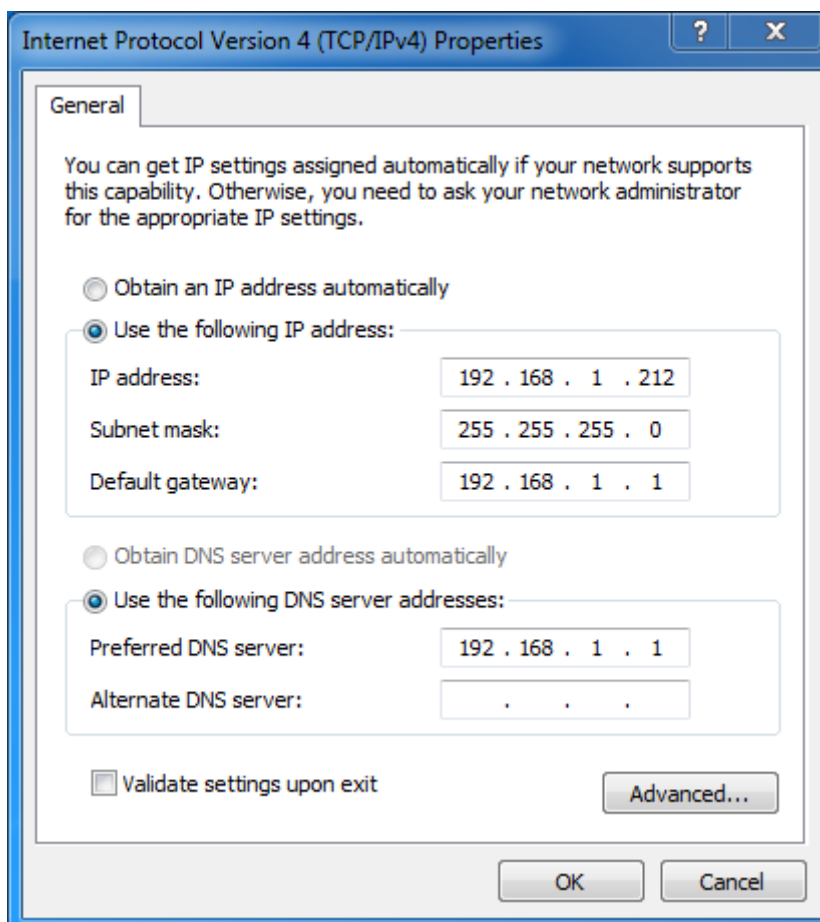 Internet Protocol Version 4 (TCP/IPv4) Properties
?
X
General
You can get IP settings assigned automatically if your network supports
this capability. Otherwise, you need to ask your network administrator
for the appropriate IP settings.
Obtain an IP address automatically
Use the following IP address:
IP address: 192 . 168 . 1 . 212
Subnet mask: 255 . 255 . 255 . 0
Default gateway: 192 . 168 . 1 . 1
Obtain DNS server address automatically
Use the following DNS server addresses:
Preferred DNS server: 192 . 168 . 1 . 1
Alternate DNS server: . . .
Validate settings upon exit
Advanced...
OK Cancel